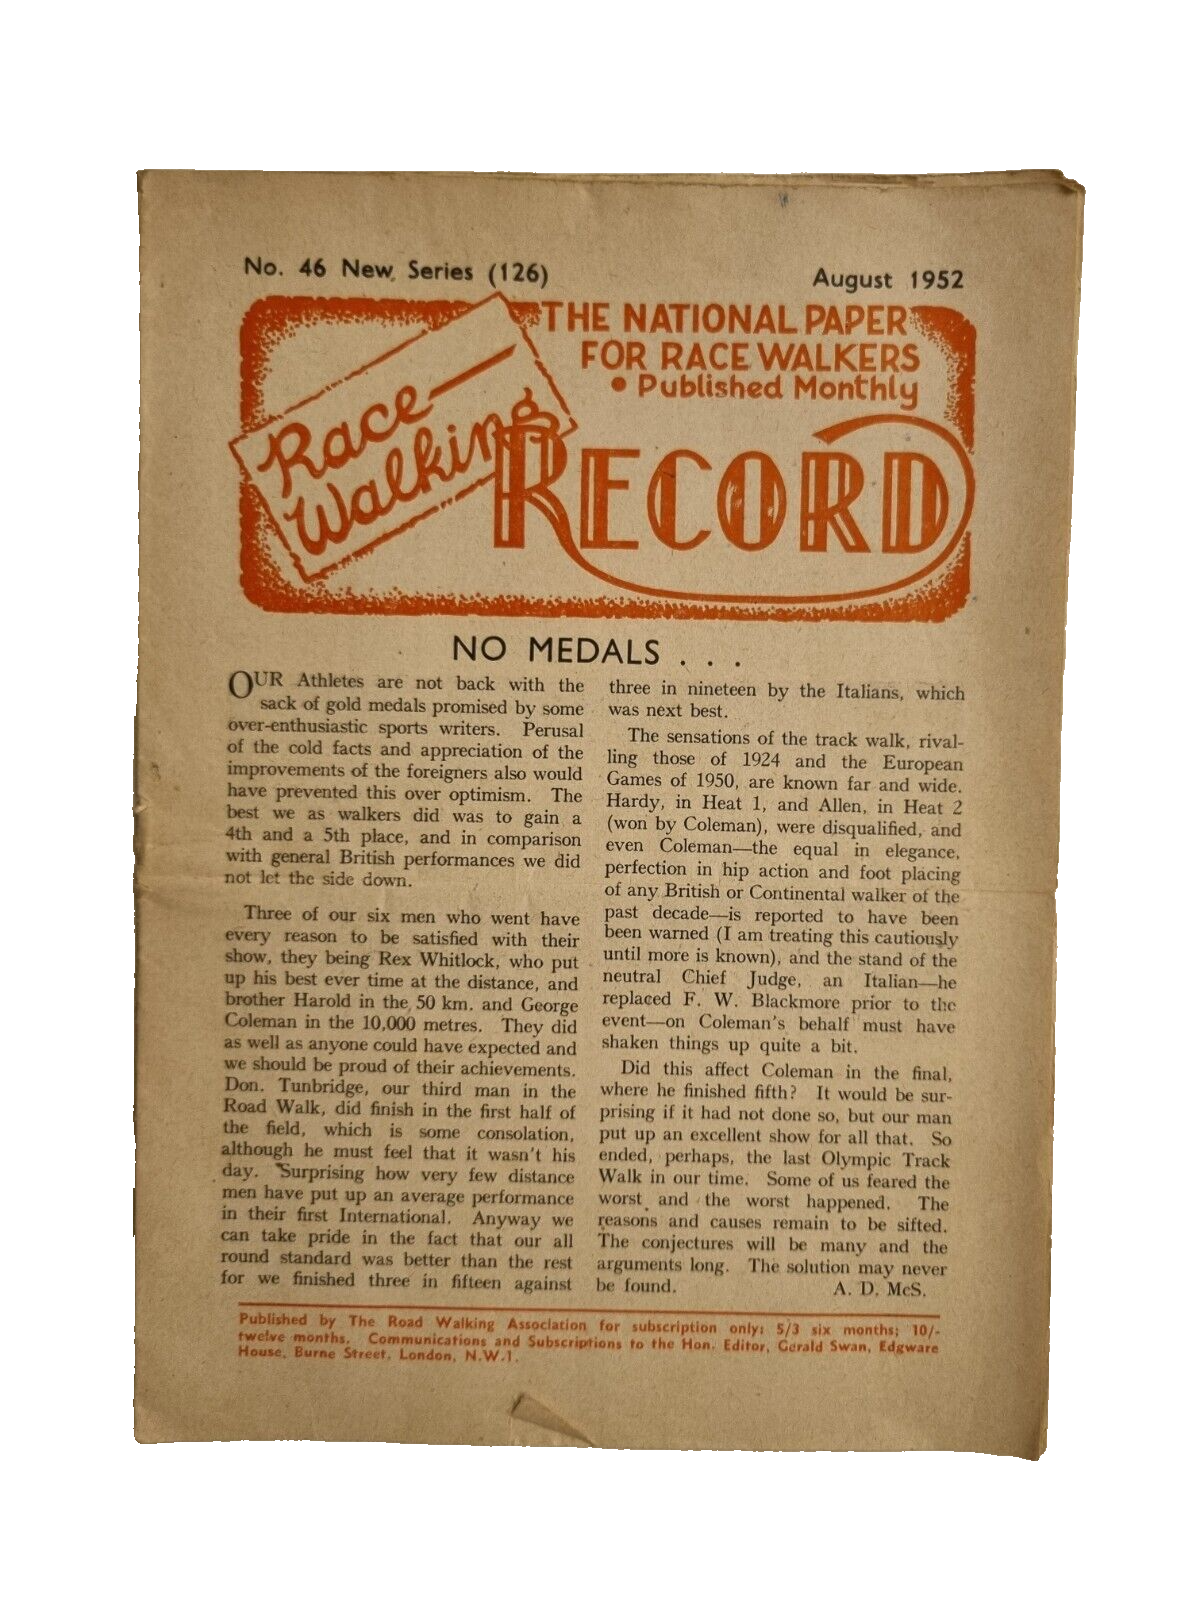 No. 46 New Series (126)
August 1952
THE NATIONAL PAPER
FOR RACE WALKERS
• Published Monthly
Race
Walking
RECORD
NO MEDALS . . .
OUR Athletes are not back with the
sack of gold medals promised by some
over-enthusiastic sports writers. Perusal
of the cold facts and appreciation of the
improvements of the foreigners also would
have prevented this over optimism. The
best we as walkers did was to gain a
4th and a 5th place, and in comparison
with general British performances we did
not let the side down.
Three of our six men who went have
every reason to be satisfied with their
show, they being Rex Whitlock, who put
up his best ever time at the distance, and
brother Harold in the 50 km. and George
Coleman in the 10,000 metres. They did
as well as anyone could have expected and
we should be proud of their achievements.
Don. Tunbridge, our third man in the
Road Walk, did finish in the first half of
the field, which is some consolation,
although he must feel that it wasn't his
day. Surprising how very few distance
men have put up an average performance
in their first International. Anyway we
can take pride in the fact that our all
round standard was better than the rest
for we finished three in fifteen against
three in nineteen by the Italians, which
was next best.
The sensations of the track walk, rival-
ling those of 1924 and the European
Games of 1950, are known far and wide.
Hardy, in Heat 1, and Allen, in Heat 2
(won by Coleman), were disqualified, and
even Coleman—the equal in elegance,
perfection in hip action and foot placing
of any British or Continental walker of the
past decade—is reported to have been
been warned (I am treating this cautiously
until more is known), and the stand of the
neutral Chief Judge, an Italian—he
replaced F. W. Blackmore prior to the
event—on Coleman's behalf must have
shaken things up quite a bit.
Did this affect Coleman in the final,
where he finished fifth? It would be sur-
prising if it had not done so, but our man
put up an excellent show for all that. So
ended, perhaps, the last Olympic Track
Walk in our time. Some of us feared the
worst and the worst happened. The
reasons and causes remain to be sifted.
The conjectures will be many and the
arguments long. The solution may never
be found. A. D. McS.
Published by The Road Walking Association for subscription only: 5/3 six months; 10/-
twelve months. Communications and Subscriptions to the Hon. Editor, Gerald Swan, Edgware
House, Burne Street, London, N.W.1.